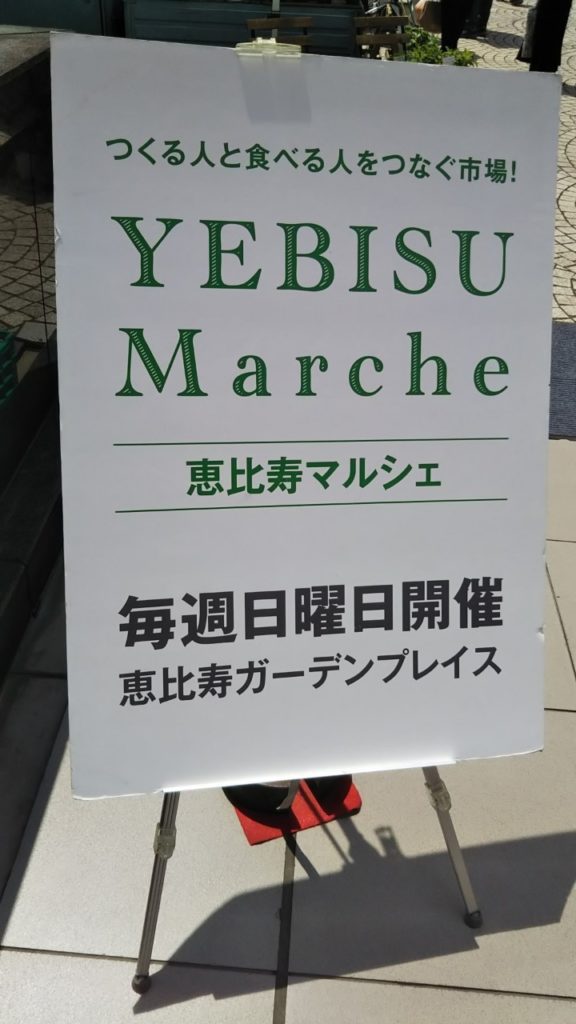 つくる人と食べる人をつなぐ市場!
YEBISU
Marche
恵比寿マルシェ
毎週日曜日開催
恵比寿ガーデンプレイス